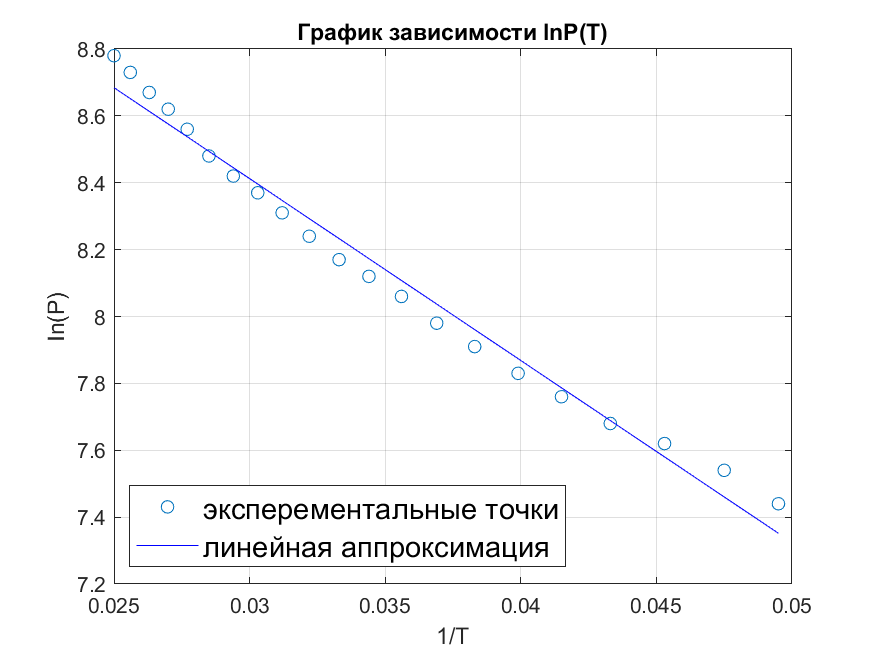 График зависимости lnP(T)
8.8
8.6
8.4
8.2
8
7.8
7.6
7.4
7.2
ln(P)
эксперементальные точки
линейная аппроксимация
0.025 0.03 0.035 0.04 0.045 0.05
1/T